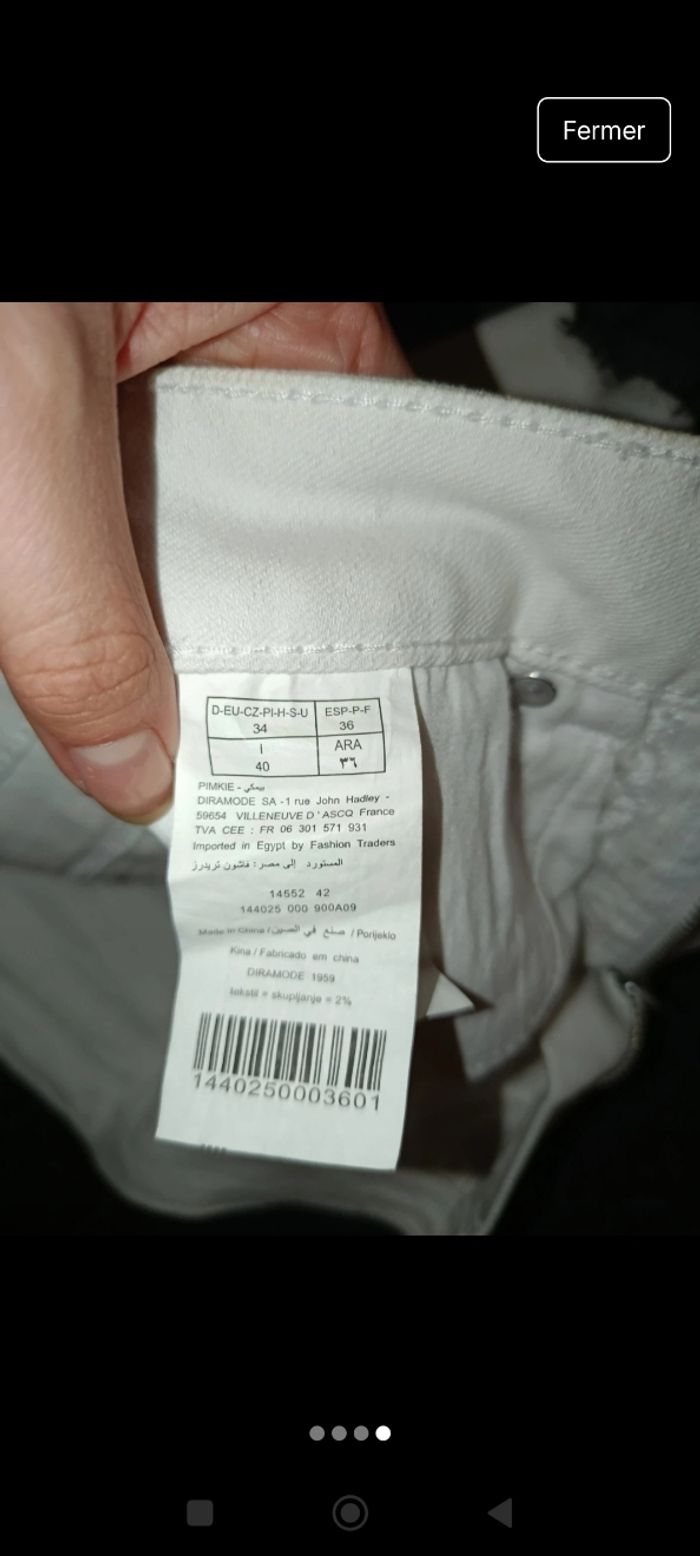 Fermer
D-EU-CZ-PI-H-S-U ESP-P-F
34 36
I ARA
40 ٣٦
PIMKIE - بيمكي
DIRAMODE SA -1 rue John Hadley -
59654 VILLENEUVE D'ASCQ France
TVA CEE : FR 06 301 571 931
Imported in Egypt by Fashion Traders
المستورد إلى مصر : فاشون تريدرز
14552 42
144025 000 900A09
Made in China / صنع في الصين / Porijeklo
Kina / Fabricado em china
DIRAMODE 1959
tekstil = skupljanje = 2%
1440250003601